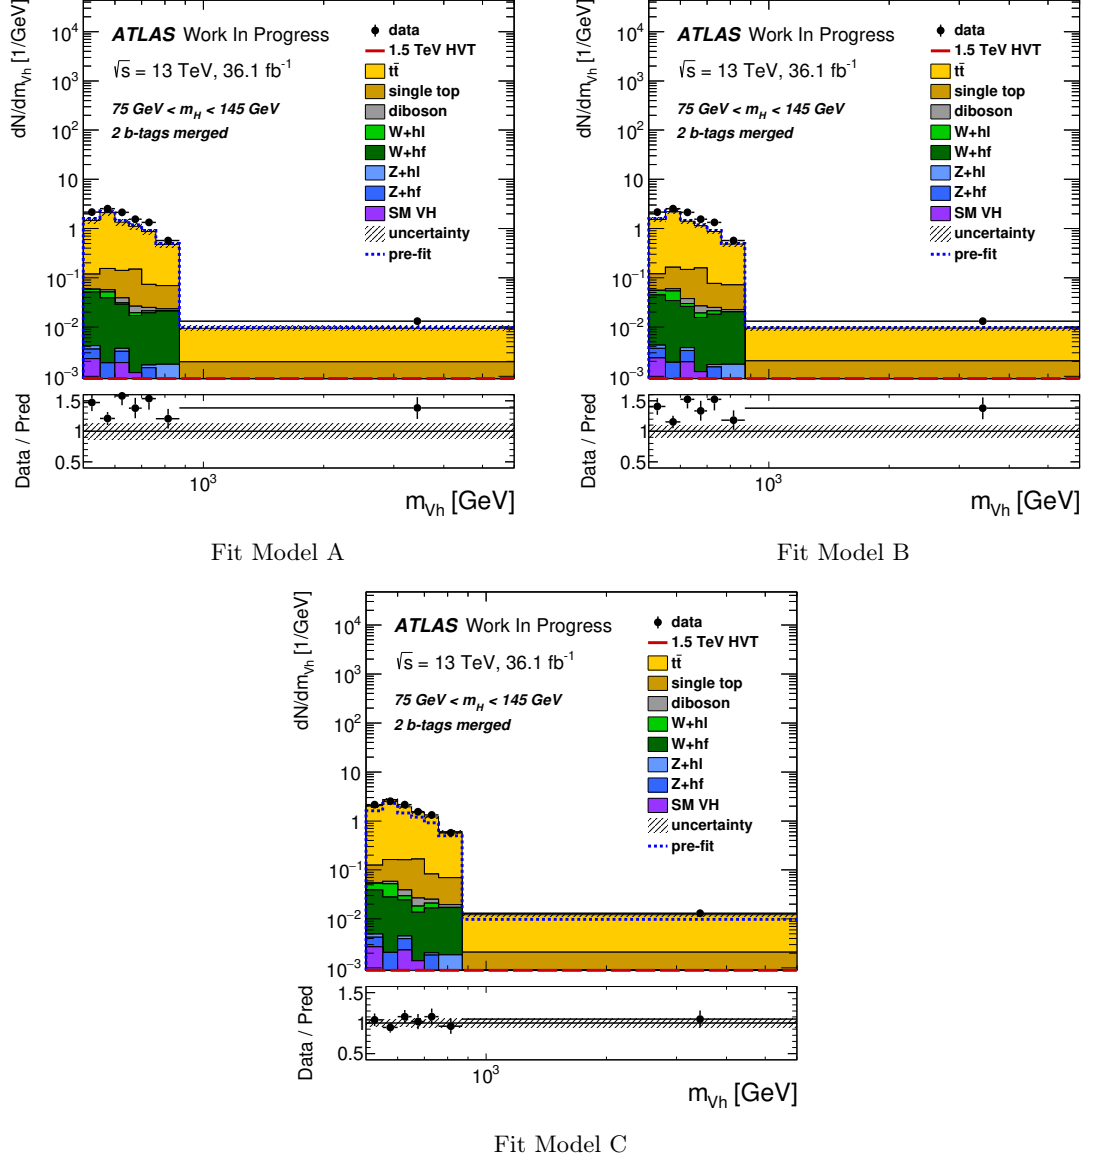 dN/dm_Vh [1/GeV]
10^4
10^3
10^2
10
1
10^−1
10^−2
10^−3
ATLAS Work In Progress
√s = 13 TeV, 36.1 fb^-1
75 GeV < m_H < 145 GeV
2 b-tags merged
data
1.5 TeV HVT
tt̄
single top
diboson
W+hl
W+hf
Z+hl
Z+hf
SM VH
uncertainty
pre-fit
Data / Pred
1.5
1
0.5
10^3
m_Vh [GeV]
Fit Model A
dN/dm_Vh [1/GeV]
10^4
10^3
10^2
10
1
10^−1
10^−2
10^−3
ATLAS Work In Progress
√s = 13 TeV, 36.1 fb^-1
75 GeV < m_H < 145 GeV
2 b-tags merged
data
1.5 TeV HVT
tt̄
single top
diboson
W+hl
W+hf
Z+hl
Z+hf
SM VH
uncertainty
pre-fit
Data / Pred
1.5
1
0.5
10^3
m_Vh [GeV]
Fit Model B
dN/dm_Vh [1/GeV]
10^4
10^3
10^2
10
1
10^−1
10^−2
10^−3
ATLAS Work In Progress
√s = 13 TeV, 36.1 fb^-1
75 GeV < m_H < 145 GeV
2 b-tags merged
data
1.5 TeV HVT
tt̄
single top
diboson
W+hl
W+hf
Z+hl
Z+hf
SM VH
uncertainty
pre-fit
Data / Pred
1.5
1
0.5
10^3
m_Vh [GeV]
Fit Model C